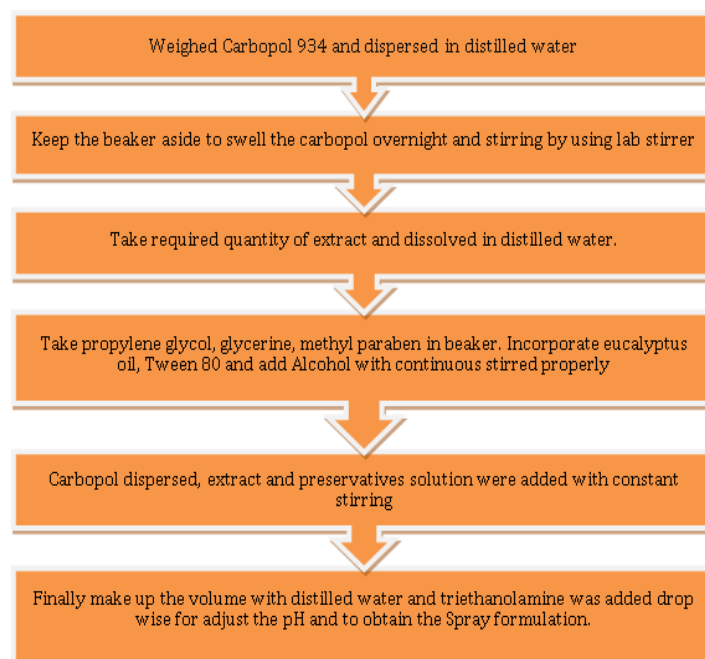 Weighed Carbopol 934 and dispersed in distilled water
Keep the beaker aside to swell the carbopol overnight and stirring by using lab stirrer
Take required quantity of extract and dissolved in distilled water.
Take propylene glycol, glycerine, methyl paraben in beaker. Incorporate eucalyptus
oil, Tween 80 and add Alcohol with continuous stirred properly
Carbopol dispersed, extract and preservatives solution were added with constant
stirring
Finally make up the volume with distilled water and triethanolamine was added drop
wise for adjust the pH and to obtain the Spray formulation.